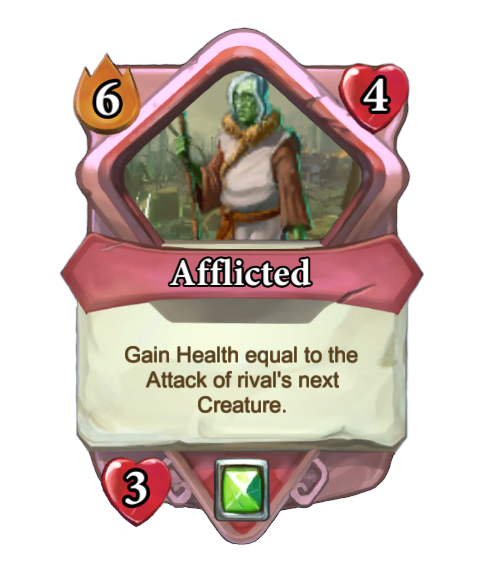 6
4
Afflicted
Gain Health equal to the
Attack of rival's next
Creature.
3